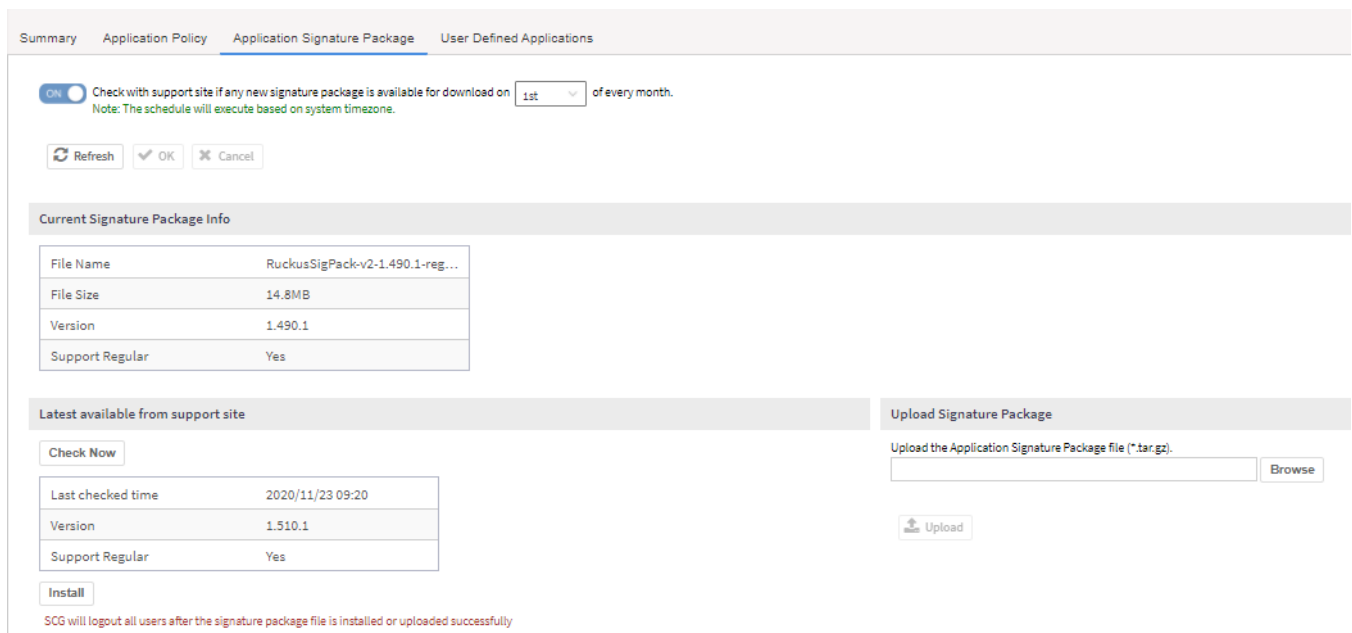 Summary Application Policy Application Signature Package User Defined Applications
ON Check with support site if any new signature package is available for download on 1st of every month.
Note: The schedule will execute based on system timezone.
Refresh OK Cancel
Current Signature Package Info
File Name RuckusSigPack-v2-1.490.1-reg...
File Size 14.8MB
Version 1.490.1
Support Regular Yes
Latest available from support site
Check Now
Last checked time 2020/11/23 09:20
Version 1.510.1
Support Regular Yes
Install
SCG will logout all users after the signature package file is installed or uploaded successfully
Upload Signature Package
Upload the Application Signature Package file (*.tar.gz).
Browse
Upload